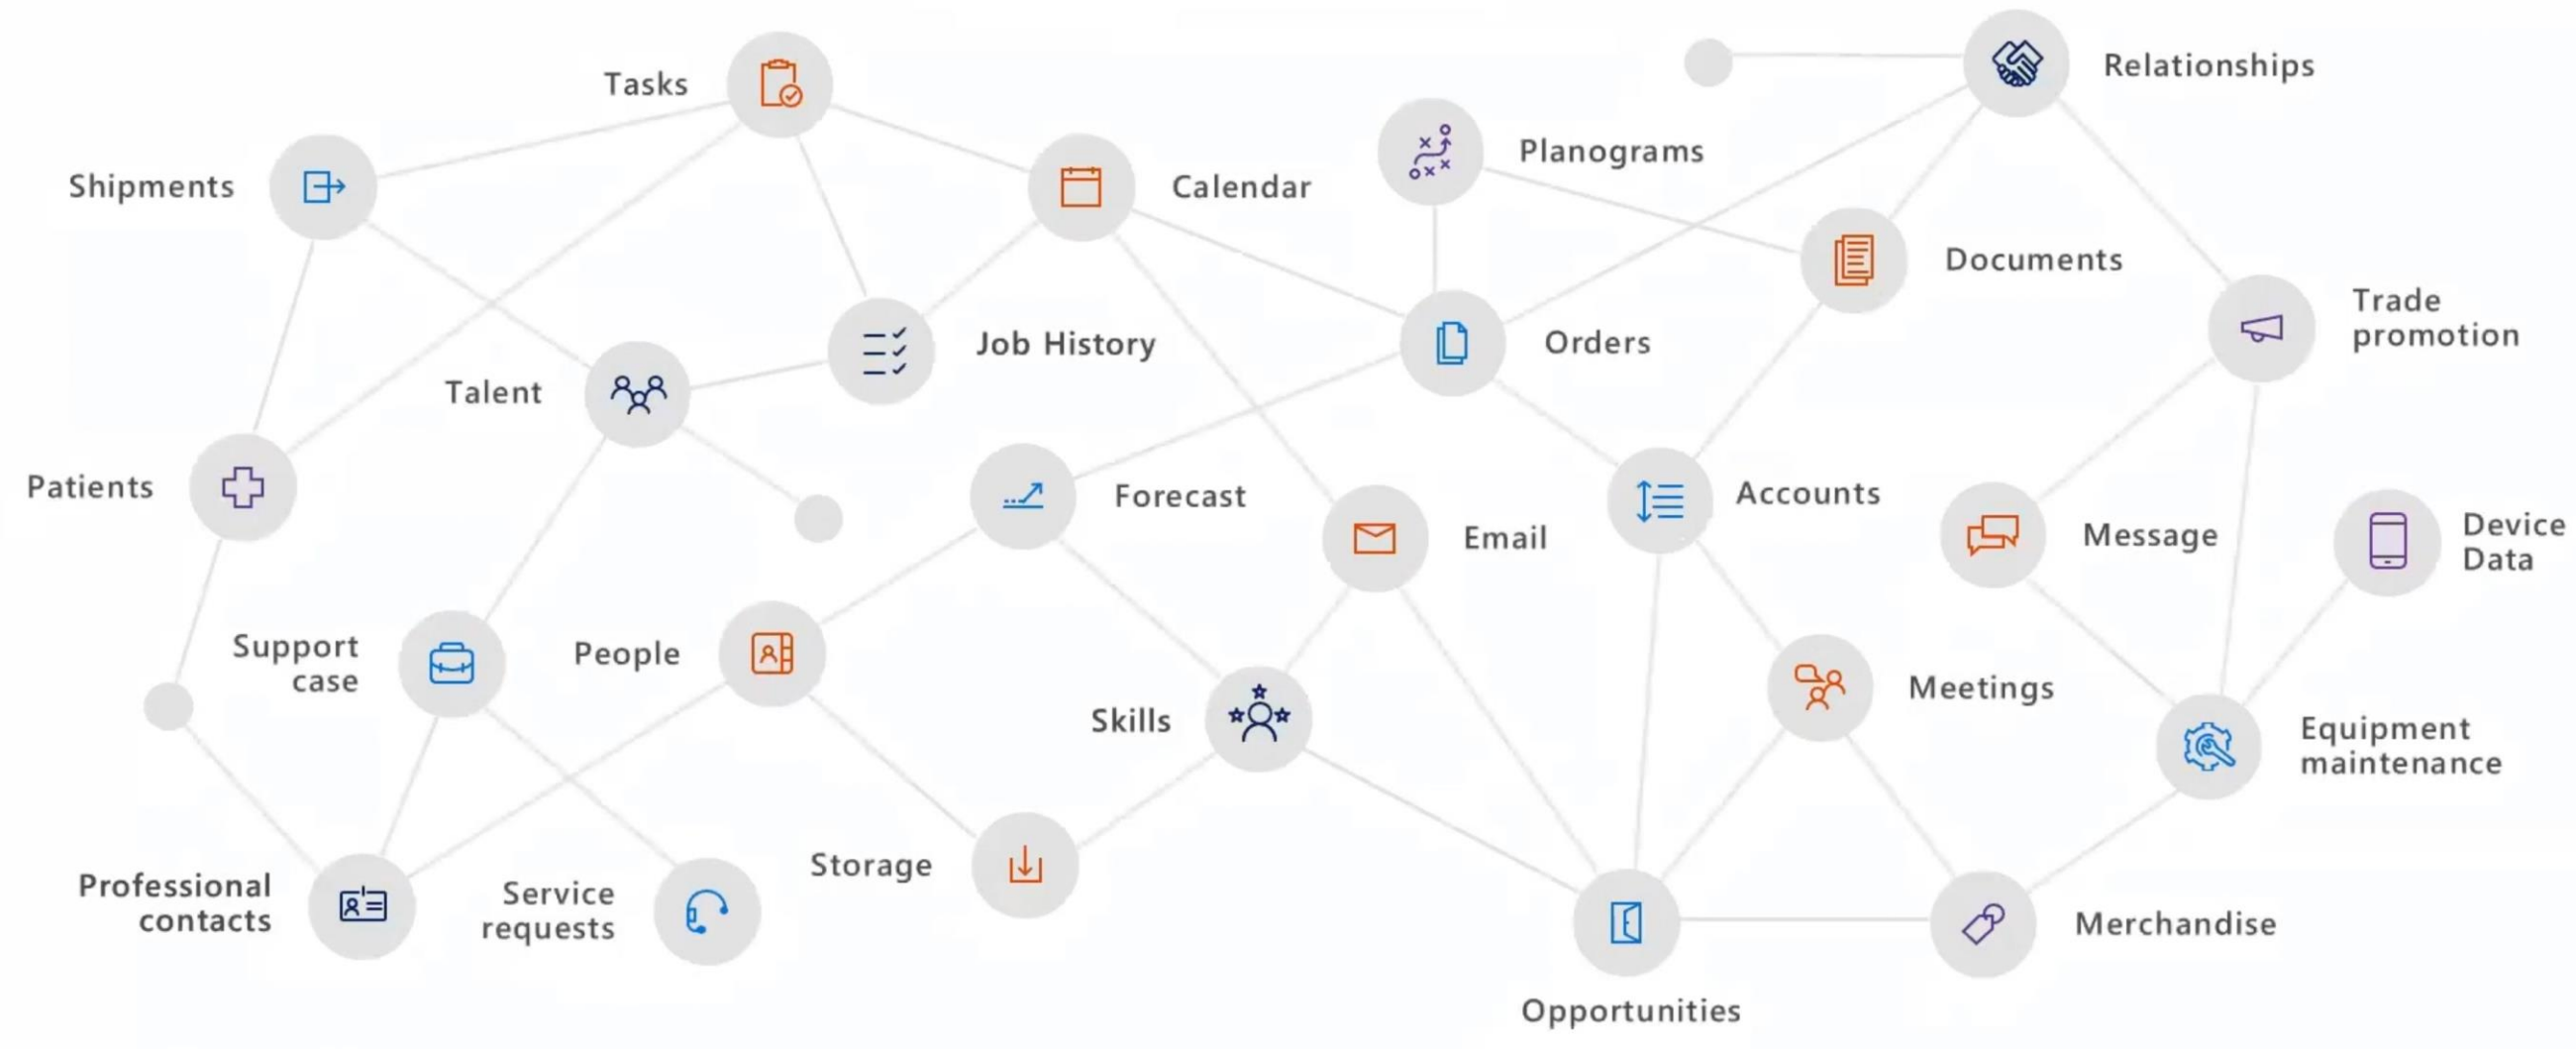 Relationships
Tasks
Planograms
Shipments
Calendar
Documents
Trade
promotion
Job History
Orders
Talent
Patients
Forecast
Accounts
Email
Message
Device
Data
Support
case
People
Meetings
Skills
Equipment
maintenance
Storage
Professional
contacts
Service
requests
Merchandise
Opportunities